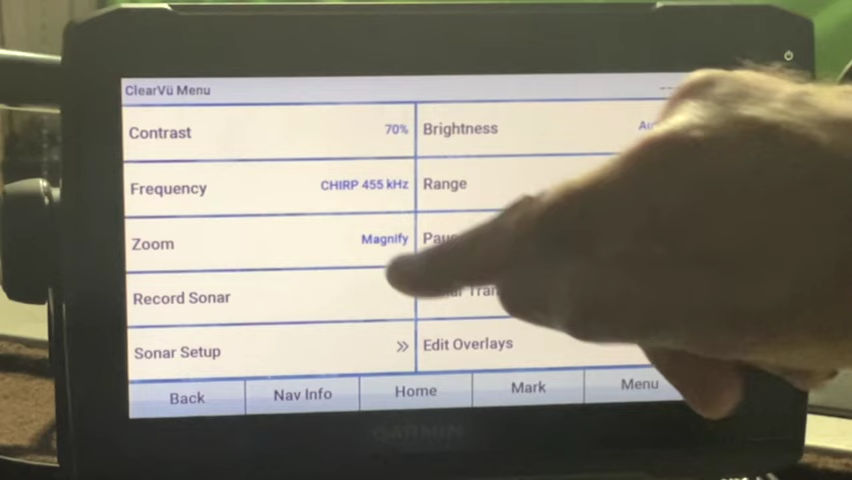 ClearVü Menu
Contrast 70% Brightness
Frequency CHIRP 455 kHz Range
Zoom Magnify
Record Sonar
Sonar Setup >> Edit Overlays
Back Nav Info Home Mark Menu
GARMIN